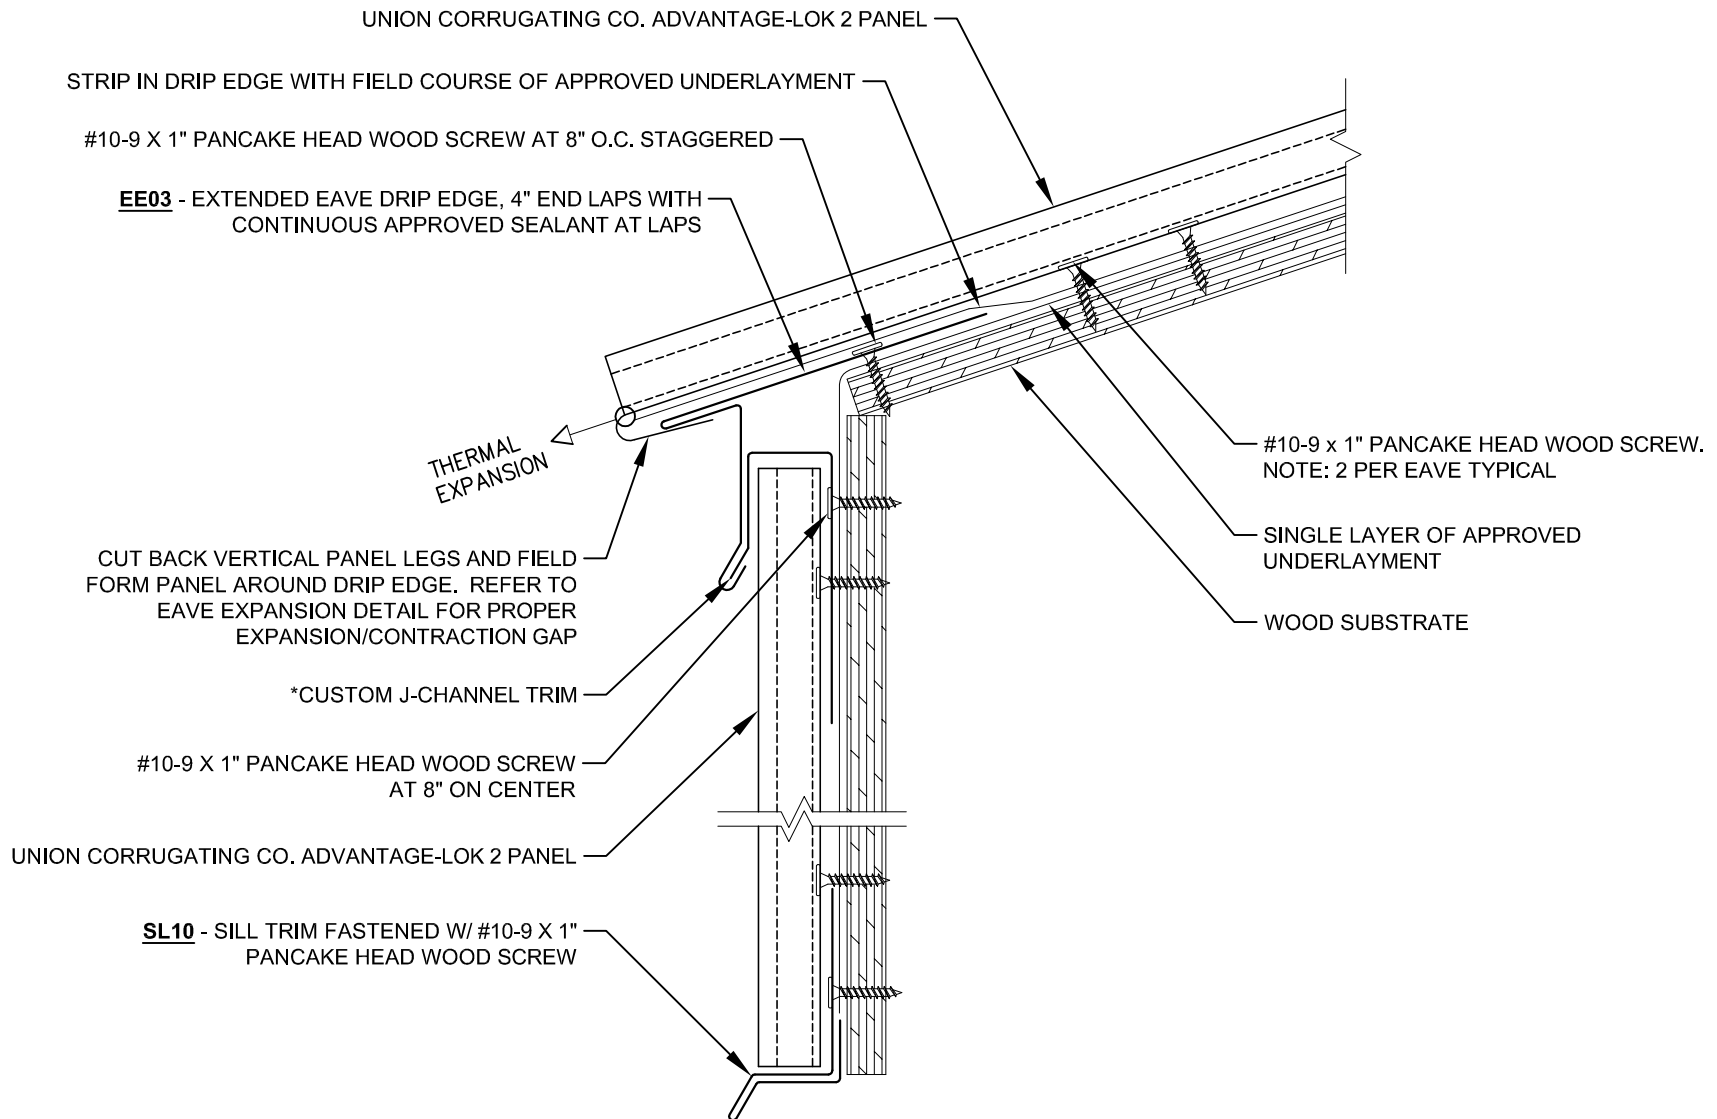 UNION CORRUGATING CO. ADVANTAGE-LOK 2 PANEL
STRIP IN DRIP EDGE WITH FIELD COURSE OF APPROVED UNDERLAYMENT
#10-9 X 1" PANCAKE HEAD WOOD SCREW AT 8" O.C. STAGGERED
EE03 - EXTENDED EAVE DRIP EDGE, 4" END LAPS WITH
CONTINUOUS APPROVED SEALANT AT LAPS
THERMAL
EXPANSION
CUT BACK VERTICAL PANEL LEGS AND FIELD
FORM PANEL AROUND DRIP EDGE. REFER TO
EAVE EXPANSION DETAIL FOR PROPER
EXPANSION/CONTRACTION GAP
*CUSTOM J-CHANNEL TRIM
#10-9 X 1" PANCAKE HEAD WOOD SCREW
AT 8" ON CENTER
UNION CORRUGATING CO. ADVANTAGE-LOK 2 PANEL
SL10 - SILL TRIM FASTENED W/ #10-9 X 1"
PANCAKE HEAD WOOD SCREW
#10-9 x 1" PANCAKE HEAD WOOD SCREW.
NOTE: 2 PER EAVE TYPICAL
SINGLE LAYER OF APPROVED
UNDERLAYMENT
WOOD SUBSTRATE